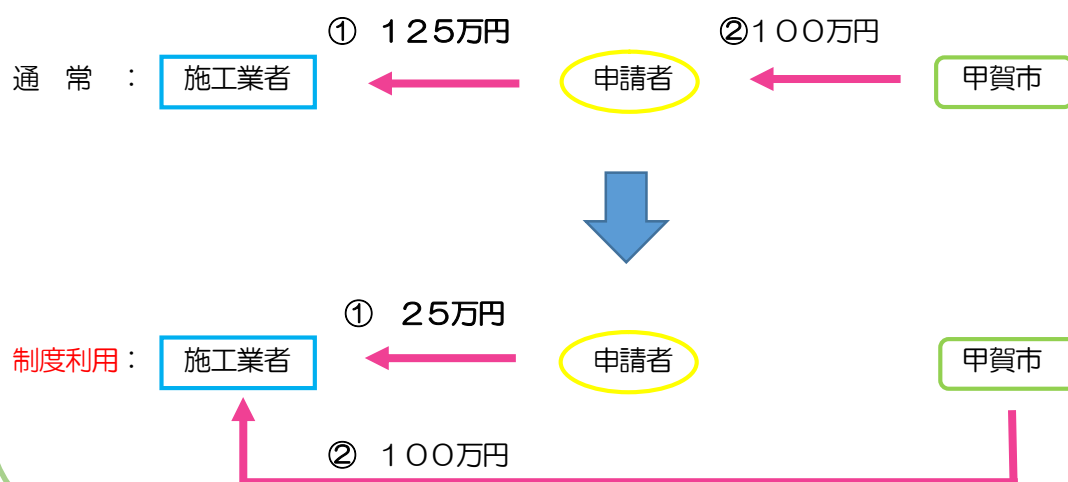 ① １２５万円 ②１００万円
通　常　： 施工業者 申請者 甲賀市
① ２５万円
制度利用： 施工業者 申請者 甲賀市
② １００万円